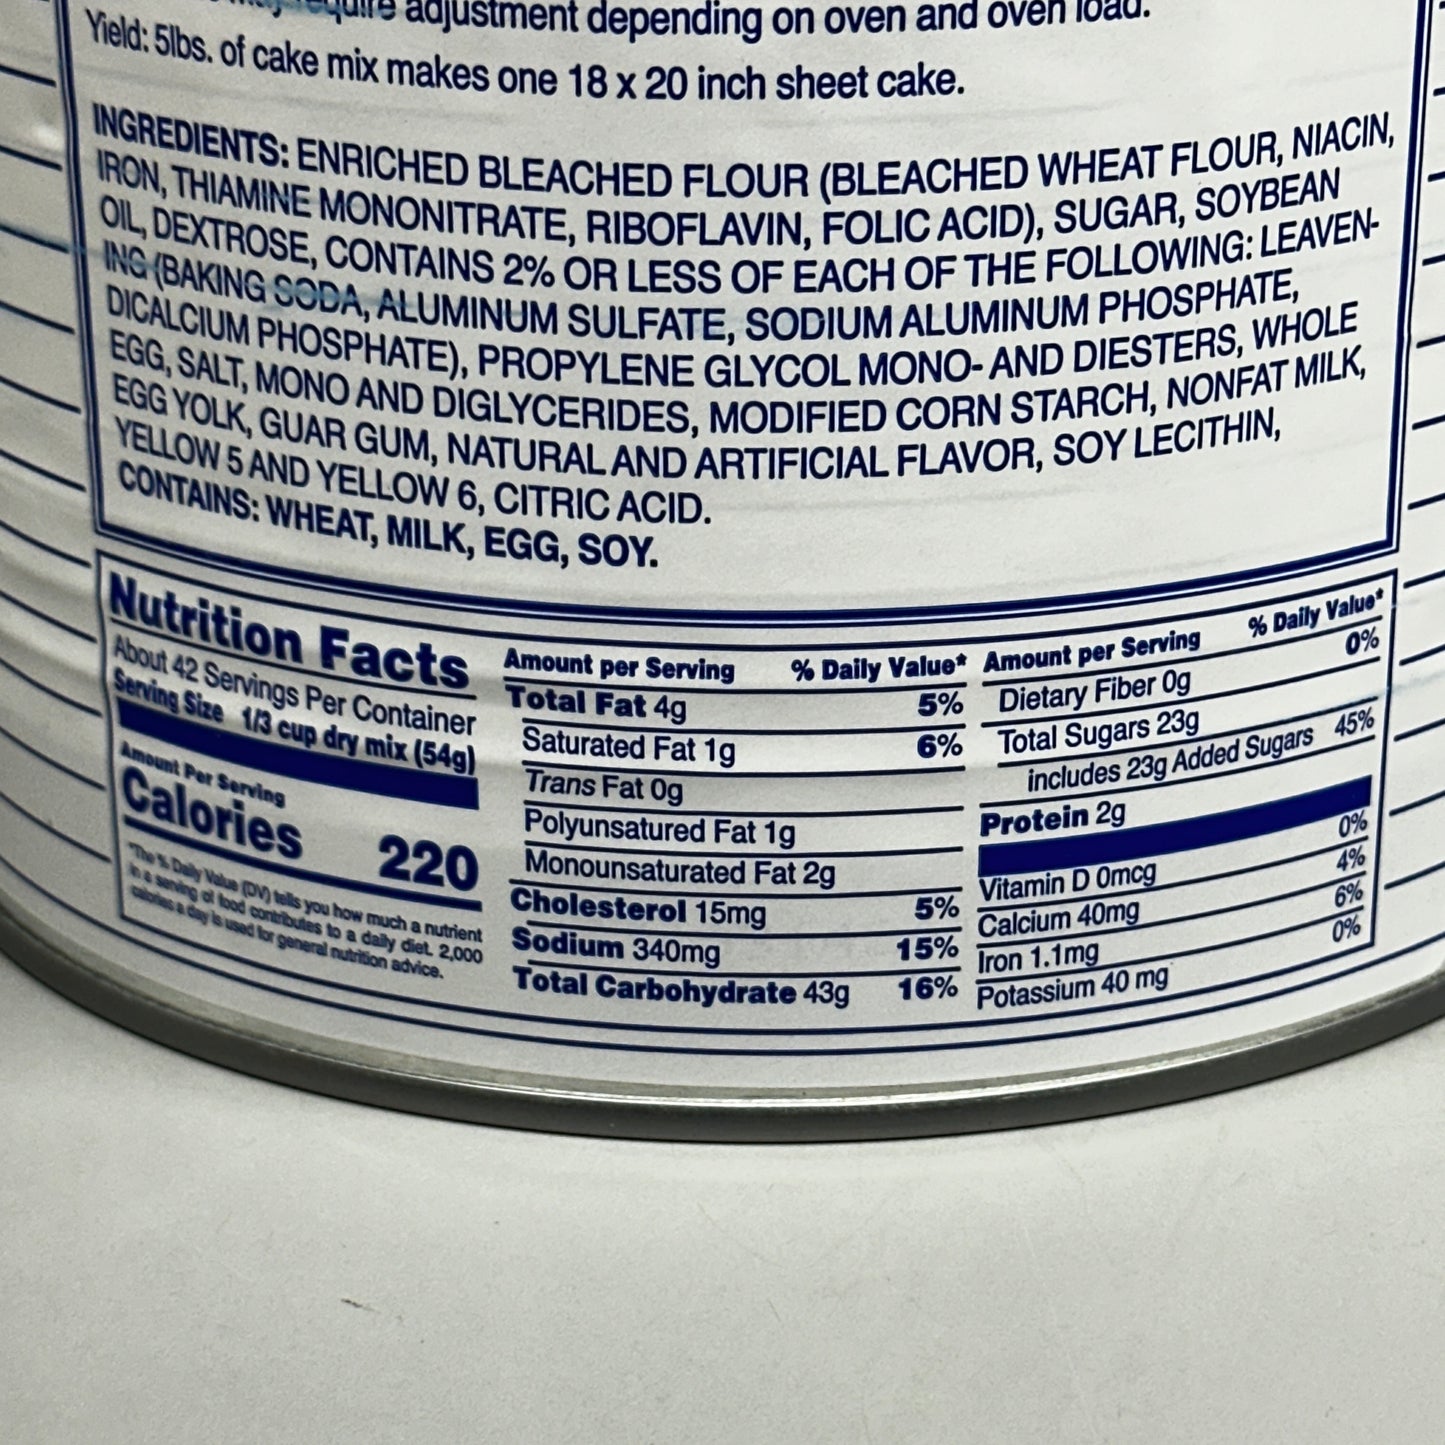 require adjustment depending on oven and oven load.
Yield: 5lbs. of cake mix makes one 18 x 20 inch sheet cake.
INGREDIENTS: ENRICHED BLEACHED FLOUR (BLEACHED WHEAT FLOUR, NIACIN,
IRON, THIAMINE MONONITRATE, RIBOFLAVIN, FOLIC ACID), SUGAR, SOYBEAN
OIL, DEXTROSE, CONTAINS 2% OR LESS OF EACH OF THE FOLLOWING: LEAVEN-
ING (BAKING SODA, ALUMINUM SULFATE, SODIUM ALUMINUM PHOSPHATE,
DICALCIUM PHOSPHATE), PROPYLENE GLYCOL MONO- AND DIESTERS, WHOLE
EGG, SALT, MONO AND DIGLYCERIDES, MODIFIED CORN STARCH, NONFAT MILK,
EGG YOLK, GUAR GUM, NATURAL AND ARTIFICIAL FLAVOR, SOY LECITHIN,
YELLOW 5 AND YELLOW 6, CITRIC ACID.
CONTAINS: WHEAT, MILK, EGG, SOY.
Nutrition Facts
About 42 Servings Per Container
Serving Size 1/3 cup dry mix (54g)
Amount Per Serving
Calories 220
*The % Daily Value (DV) tells you how much a nutrient
in a serving of food contributes to a daily diet. 2,000
calories a day is used for general nutrition advice.
Amount per Serving % Daily Value*
Total Fat 4g 5%
Saturated Fat 1g 6%
Trans Fat 0g
Polyunsatured Fat 1g
Monounsaturated Fat 2g
Cholesterol 15mg 5%
Sodium 340mg 15%
Total Carbohydrate 43g 16%
Amount per Serving % Daily Value*
Dietary Fiber 0g 0%
Total Sugars 23g
includes 23g Added Sugars 45%
Protein 2g
Vitamin D 0mcg 0%
Calcium 40mg 4%
Iron 1.1mg 6%
Potassium 40 mg 0%